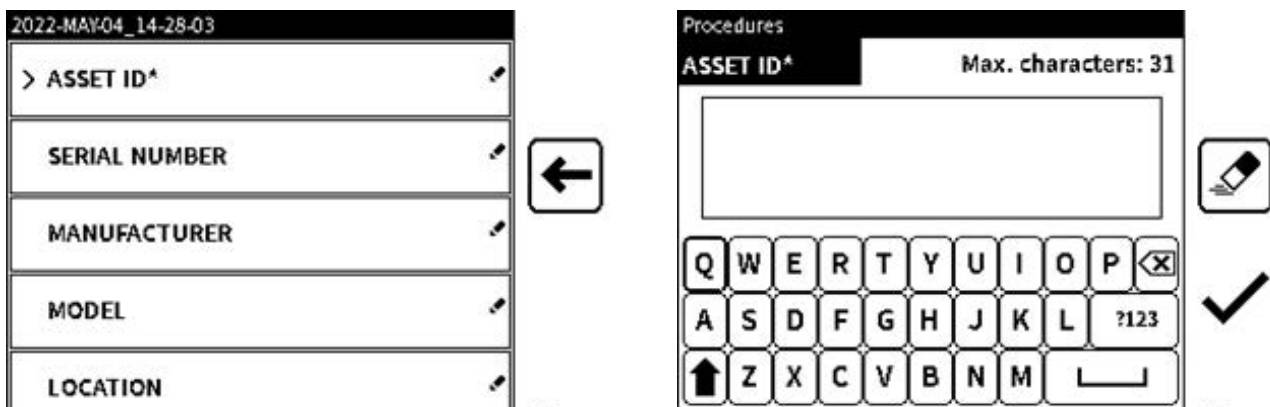 2022-MAY-04_14-28-03
> ASSET ID*
SERIAL NUMBER
MANUFACTURER
MODEL
LOCATION
Procedures
ASSET ID* Max. characters: 31
Q W E R T Y U I O P
A S D F G H J K L ?123
Z X C V B N M